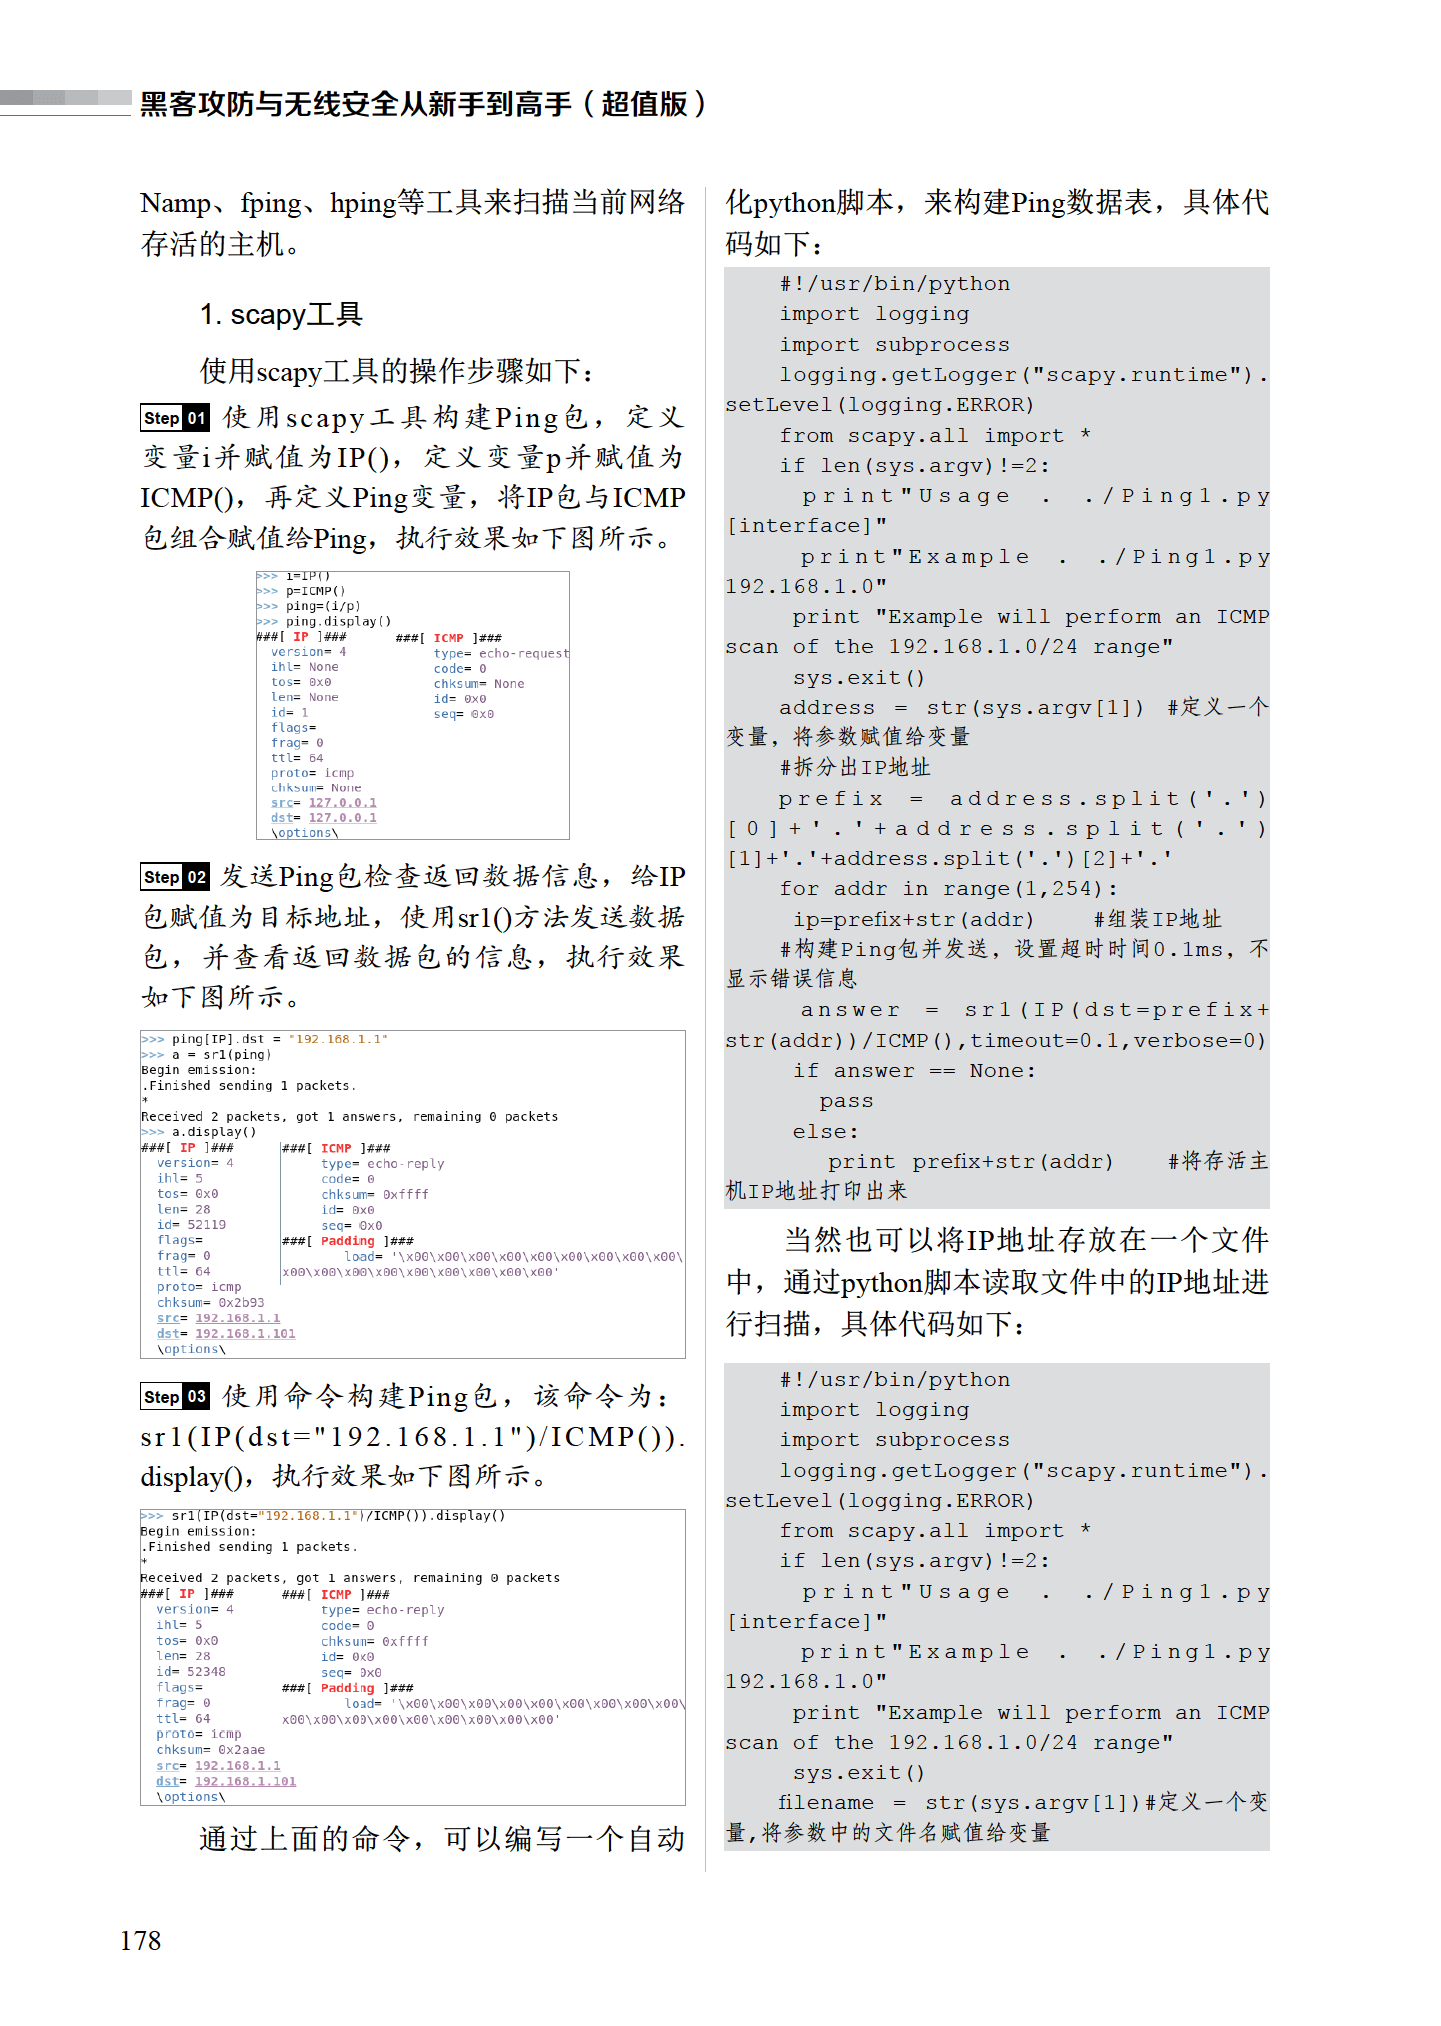 黑客攻防与无线安全从新手到高手（超值版）
Namp、fping、hping等工具来扫描当前网络
存活的主机。
1. scapy工具
使用scapy工具的操作步骤如下：
Step 01 使用scapy工具构建Ping包，定义
变量i并赋值为IP()，定义变量p并赋值为
ICMP()，再定义Ping变量，将IP包与ICMP
包组合赋值给Ping，执行效果如下图所示。
>>> i=IP()
>>> p=ICMP()
>>> ping=(i/p)
>>> ping.display()
###[ IP ]###
version= 4
ihl= None
tos= 0x0
len= None
id= 1
flags=
frag= 0
ttl= 64
proto= icmp
chksum= None
src= 127.0.0.1
dst= 127.0.0.1
\options\
###[ ICMP ]###
type= echo-request
code= 0
chksum= None
id= 0x0
seq= 0x0
Step 02 发送Ping包检查返回数据信息，给IP
包赋值为目标地址，使用sr1()方法发送数据
包，并查看返回数据包的信息，执行效果
如下图所示。
>>> ping[IP].dst = "192.168.1.1"
>>> a = sr1(ping)
Begin emission:
.Finished sending 1 packets.
*
Received 2 packets, got 1 answers, remaining 0 packets
>>> a.display()
###[ IP ]###
version= 4
ihl= 5
tos= 0x0
len= 28
id= 52119
flags=
frag= 0
ttl= 64
proto= icmp
chksum= 0x2b93
src= 192.168.1.1
dst= 192.168.1.101
\options\
###[ ICMP ]###
type= echo-reply
code= 0
chksum= 0xffff
id= 0x0
seq= 0x0
###[ Padding ]###
load= '\x00\x00\x00\x00\x00\x00\x00\x00\x00\
x00\x00\x00\x00\x00\x00\x00\x00\x00'
Step 03 使用命令构建Ping包，该命令为：
sr1(IP(dst="192.168.1.1")/ICMP()).
display()，执行效果如下图所示。
>>> sr1(IP(dst="192.168.1.1")/ICMP()).display()
Begin emission:
.Finished sending 1 packets.
*
Received 2 packets, got 1 answers, remaining 0 packets
###[ IP ]###
version= 4
ihl= 5
tos= 0x0
len= 28
id= 52348
flags=
frag= 0
ttl= 64
proto= icmp
chksum= 0x2aae
src= 192.168.1.1
dst= 192.168.1.101
\options\
###[ ICMP ]###
type= echo-reply
code= 0
chksum= 0xffff
id= 0x0
seq= 0x0
###[ Padding ]###
load= '\x00\x00\x00\x00\x00\x00\x00\x00\x00\
x00\x00\x00\x00\x00\x00\x00\x00\x00'
通过上面的命令，可以编写一个自动
化python脚本，来构建Ping数据表，具体代
码如下：
#!/usr/bin/python
import logging
import subprocess
logging.getLogger("scapy.runtime").
setLevel(logging.ERROR)
from scapy.all import *
if len(sys.argv)!=2:
print"Usage . ./Ping1.py
[interface]"
print"Example . ./Ping1.py
192.168.1.0"
print "Example will perform an ICMP
scan of the 192.168.1.0/24 range"
sys.exit()
address = str(sys.argv[1]) #定义一个
变量，将参数赋值给变量
#拆分出IP地址
prefix = address.split('.')
[0]+'.'+address.split('.')
[1]+'.'+address.split('.')[2]+'.'
for addr in range(1,254):
ip=prefix+str(addr) #组装IP地址
#构建Ping包并发送，设置超时时间0.1ms，不
显示错误信息
answer = sr1(IP(dst=prefix+
str(addr))/ICMP(),timeout=0.1,verbose=0)
if answer == None:
pass
else:
print prefix+str(addr) #将存活主
机IP地址打印出来
当然也可以将IP地址存放在一个文件
中，通过python脚本读取文件中的IP地址进
行扫描，具体代码如下：
#!/usr/bin/python
import logging
import subprocess
logging.getLogger("scapy.runtime").
setLevel(logging.ERROR)
from scapy.all import *
if len(sys.argv)!=2:
print"Usage . ./Ping1.py
[interface]"
print"Example . ./Ping1.py
192.168.1.0"
print "Example will perform an ICMP
scan of the 192.168.1.0/24 range"
sys.exit()
filename = str(sys.argv[1])#定义一个变
量,将参数中的文件名赋值给变量
178